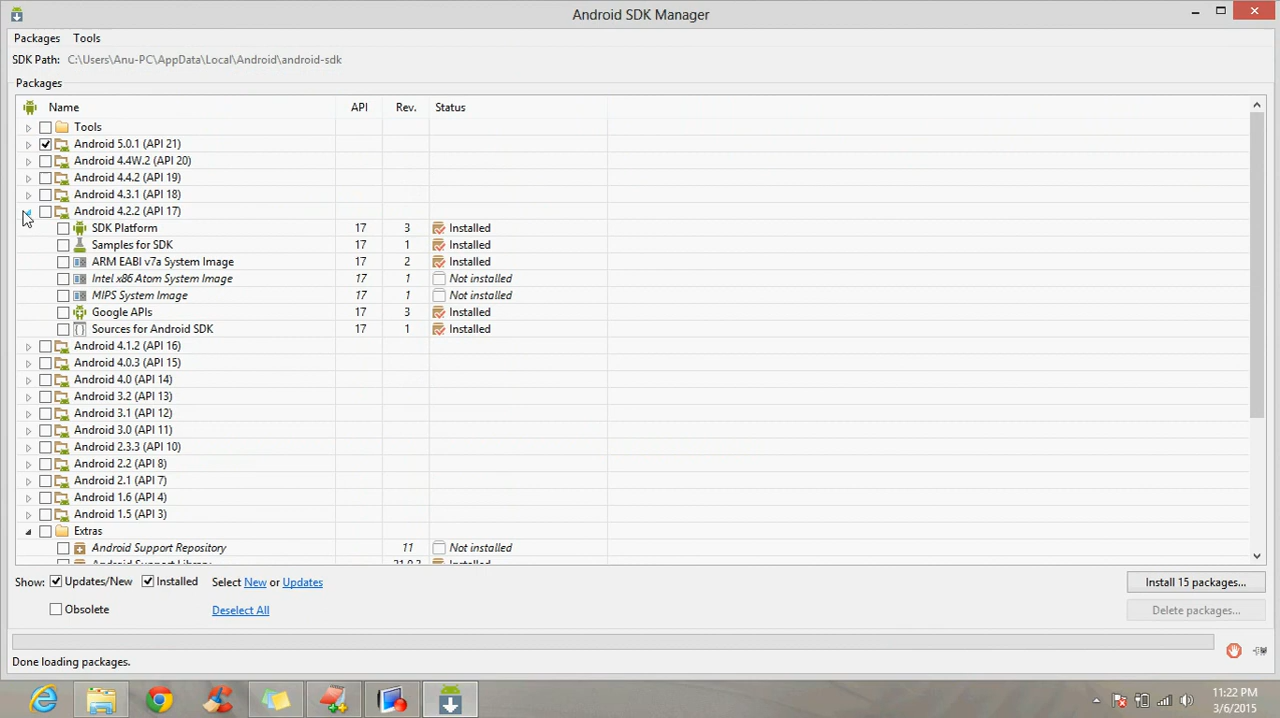 Android SDK Manager
Packages Tools
SDK Path: C:\Users\Anu-PC\AppData\Local\Android\android-sdk
Packages
Name API Rev. Status
Tools
Android 5.0.1 (API 21)
Android 4.4W.2 (API 20)
Android 4.4.2 (API 19)
Android 4.3.1 (API 18)
Android 4.2.2 (API 17)
SDK Platform 17 3 Installed
Samples for SDK 17 1 Installed
ARM EABI v7a System Image 17 2 Installed
Intel x86 Atom System Image 17 1 Not installed
MIPS System Image 17 1 Not installed
Google APIs 17 3 Installed
Sources for Android SDK 17 1 Installed
Android 4.1.2 (API 16)
Android 4.0.3 (API 15)
Android 4.0 (API 14)
Android 3.2 (API 13)
Android 3.1 (API 12)
Android 3.0 (API 11)
Android 2.3.3 (API 10)
Android 2.2 (API 8)
Android 2.1 (API 7)
Android 1.6 (API 4)
Android 1.5 (API 3)
Extras
Android Support Repository 11 Not installed
Android Support Library 21.0.3 Installed
Show: Updates/New Installed Select New or Updates Install 15 packages...
Obsolete Deselect All Delete packages...
Done loading packages.
11:22 PM
3/6/2015